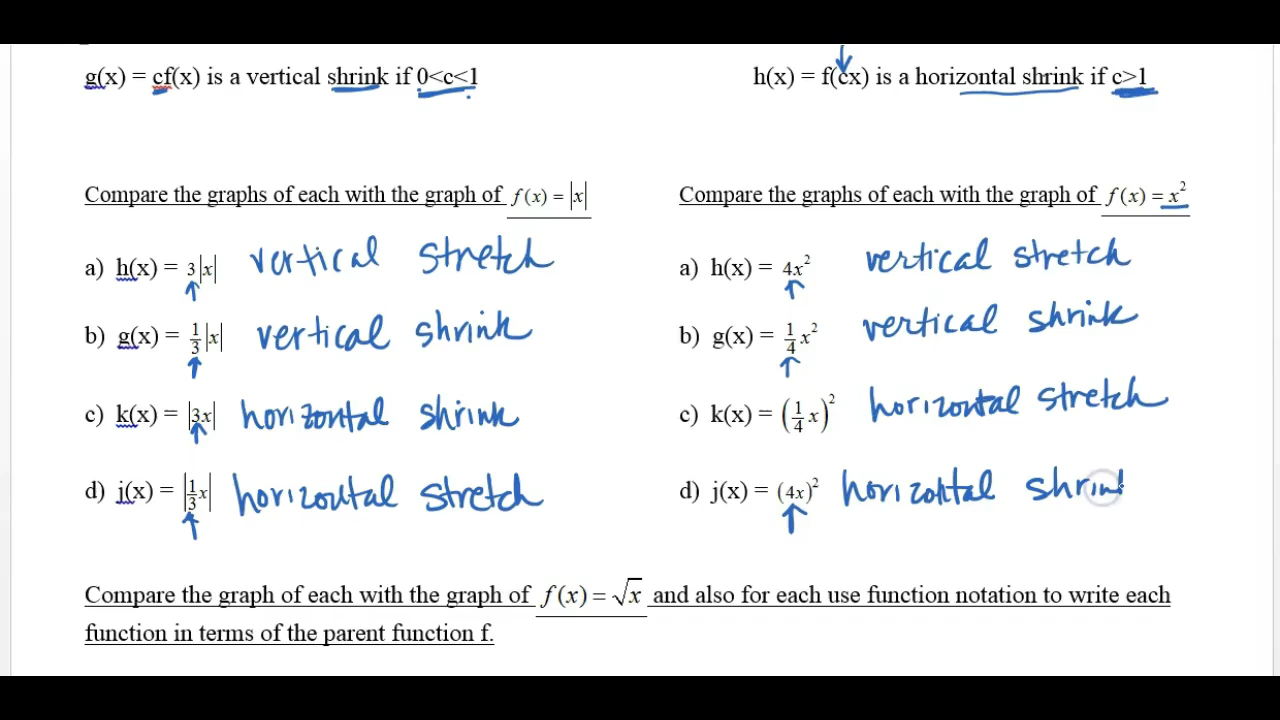 g(x) = cf(x) is a vertical shrink if 0<c<1
h(x) = f(cx) is a horizontal shrink if c>1
Compare the graphs of each with the graph of f(x) = |x|
a) h(x) = 3|x| vertical stretch
b) g(x) = 1/3|x| vertical shrink
c) k(x) = |3x| horizontal shrink
d) j(x) = |1/3x| horizontal stretch
Compare the graphs of each with the graph of f(x) = x²
a) h(x) = 4x² vertical stretch
b) g(x) = 1/4x² vertical shrink
c) k(x) = (1/4x)² horizontal stretch
d) j(x) = (4x)² horizontal shrin
Compare the graph of each with the graph of f(x) = √x and also for each use function notation to write each
function in terms of the parent function f.